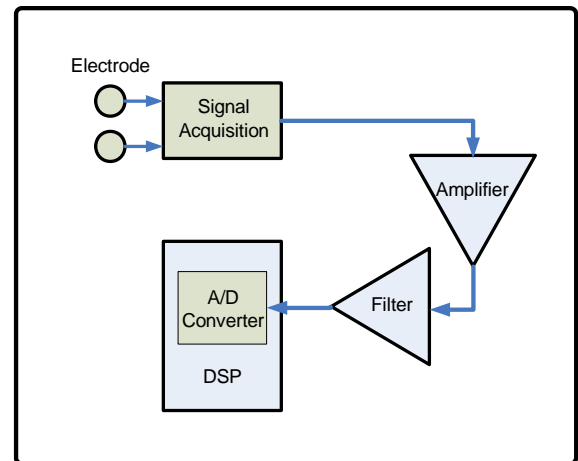 Electrode
Signal
Acquisition
Amplifier
Filter
A/D
Converter
DSP